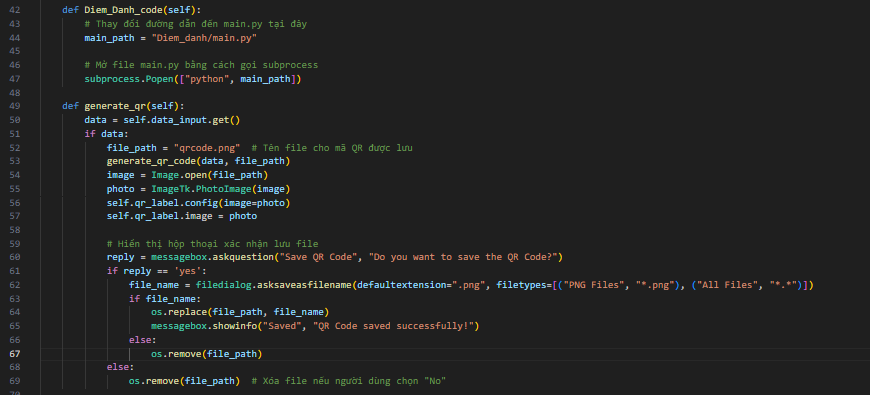 42 def Diem_Danh_code(self):
43 # Thay đổi đường dẫn đến main.py tại đây
44 main_path = "Diem_danh/main.py"
45
46 # Mở file main.py bằng cách gọi subprocess
47 subprocess.Popen(["python", main_path])
48
49 def generate_qr(self):
50 data = self.data_input.get()
51 if data:
52 file_path = "qrcode.png" # Tên file cho mã QR được lưu
53 generate_qr_code(data, file_path)
54 image = Image.open(file_path)
55 photo = ImageTk.PhotoImage(image)
56 self.qr_label.config(image=photo)
57 self.qr_label.image = photo
58
59 # Hiển thị hộp thoại xác nhận lưu file
60 reply = messagebox.askquestion("Save QR Code", "Do you want to save the QR Code?")
61 if reply == 'yes':
62 file_name = filedialog.asksaveasfilename(defaultextension=".png", filetypes=[("PNG Files", "*.png"), ("All Files", "*.*")])
63 if file_name:
64 os.replace(file_path, file_name)
65 messagebox.showinfo("Saved", "QR Code saved successfully!")
66 else:
67 os.remove(file_path)
68 else:
69 os.remove(file_path) # Xóa file nếu người dùng chọn "No"